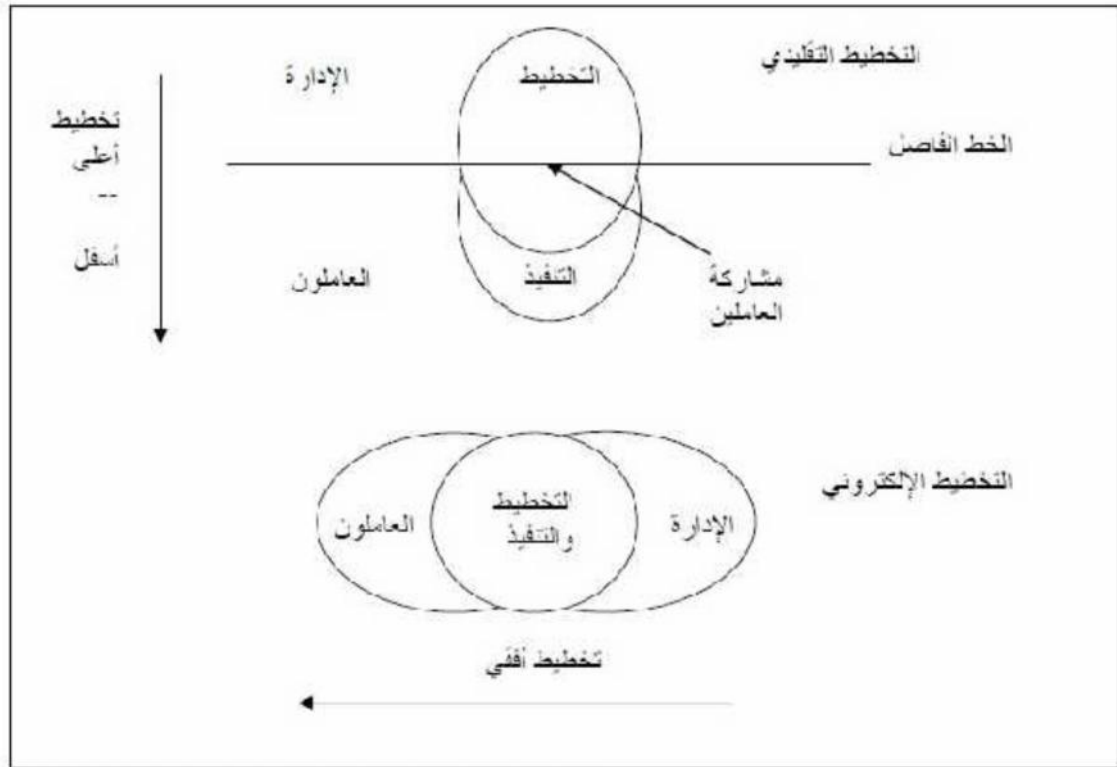 التخطيط التقليدي
التخطيط
الإدارة
تخطيط
أعلى
--
أسفل
الخط الفاصل
التنفيذ
العاملون
مشاركة
العاملين
التخطيط الإلكتروني
الإدارة
التخطيط
والتنفيذ
العاملون
تخطيط أفقي